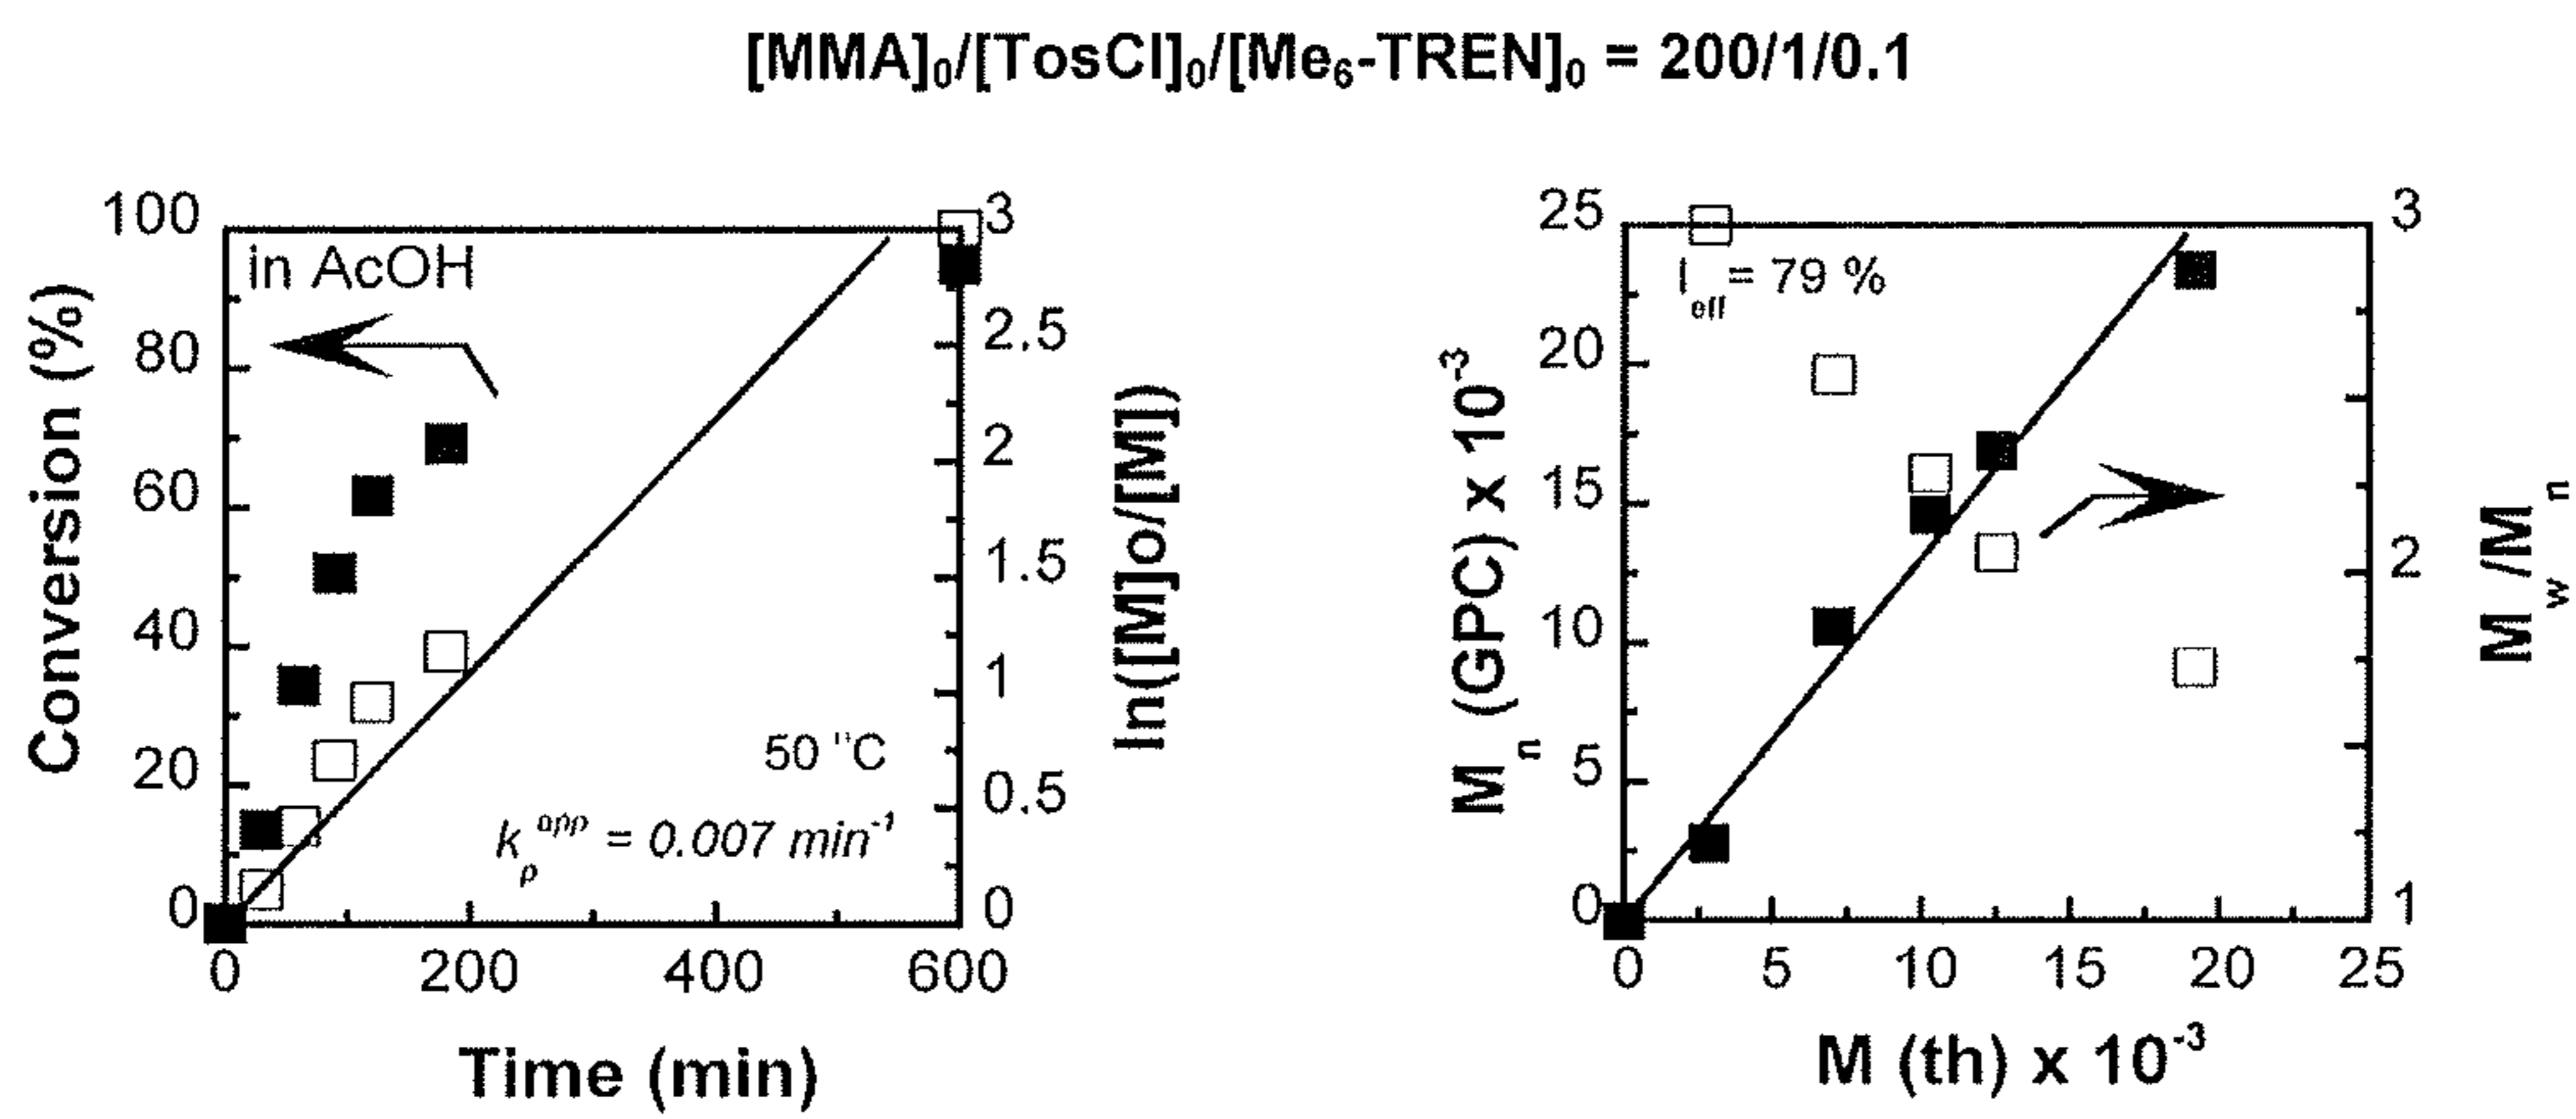 [MMA]₀/[TosCl]₀/[Me₆-TREN]₀ = 200/1/0.1
100
80
60
40
20
0
Conversion (%)
in AcOH
50 °C
kₚᵃᵖᵖ = 0.007 min⁻¹
3
2.5
2
1.5
1
0.5
0
ln([M]o/[M])
0
200
400
600
Time (min)
25
20
15
10
5
0
Mₙ (GPC) x 10⁻³
I_eff = 79 %
3
2
1
M_w/Mₙ
0
5
10
15
20
25
M (th) x 10⁻³